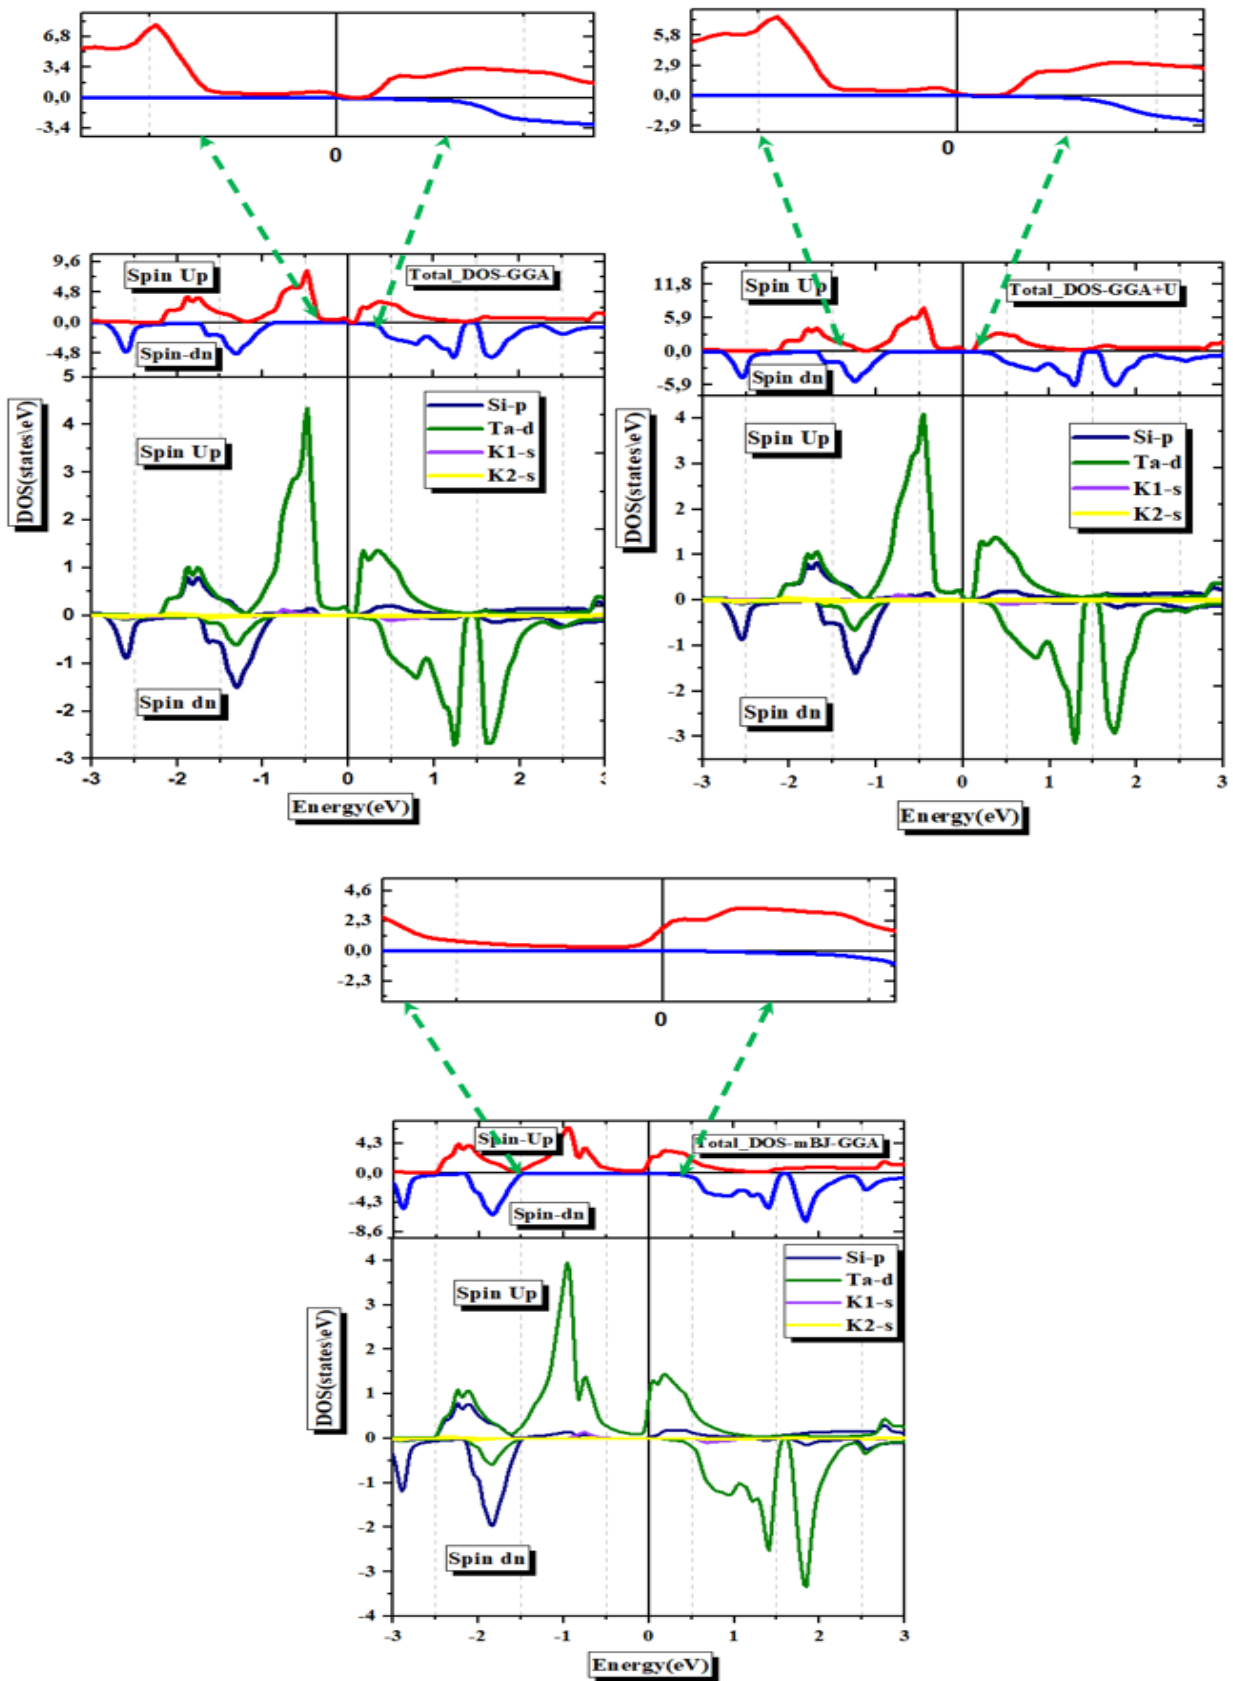 6,8
3,4
0,0
-3,4
0
5,8
2,9
0,0
-2,9
0
9,6
4,8
0,0
-4,8
Spin Up
Total_DOS-GGA
Spin-dn
5
4
3
2
1
0
-1
-2
-3
DOS(states\eV)
Spin Up
Si-p
Ta-d
K1-s
K2-s
Spin dn
-3 -2 -1 0 1 2 3
Energy(eV)
11,8
5,9
0,0
-5,9
Spin Up
Total_DOS-GGA+U
Spin dn
4
3
2
1
0
-1
-2
-3
DOS(states\eV)
Spin Up
Si-p
Ta-d
K1-s
K2-s
Spin dn
-3 -2 -1 0 1 2 3
Energy(eV)
4,6
2,3
0,0
-2,3
0
4,3
0,0
-4,3
-8,6
Spin-Up
Total_DOS-mBJ-GGA
Spin-dn
4
3
2
1
0
-1
-2
-3
-4
DOS(states\eV)
Spin Up
Si-p
Ta-d
K1-s
K2-s
Spin dn
-3 -2 -1 0 1 2 3
Energy(eV)